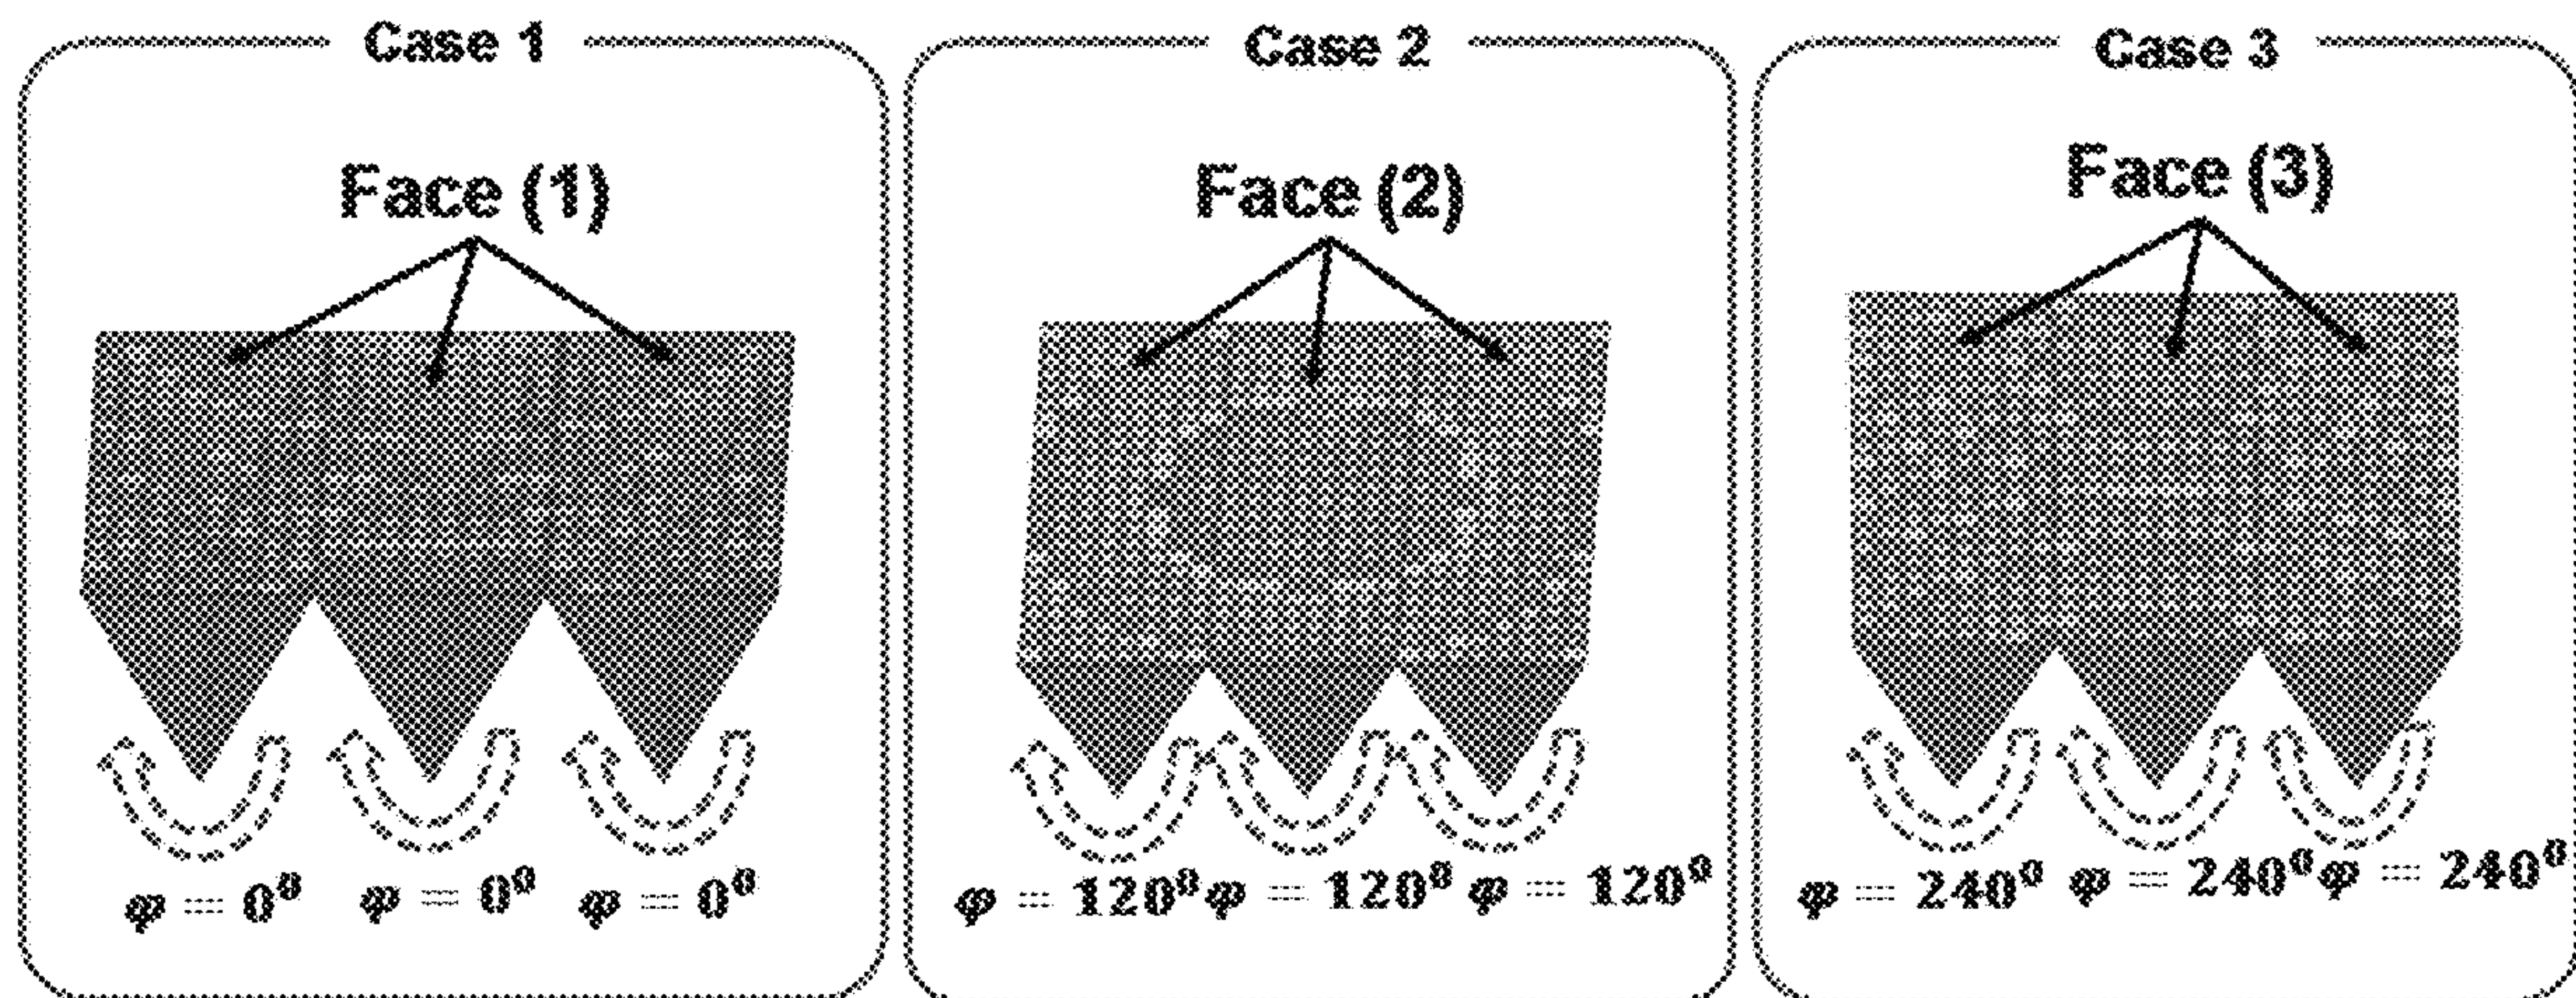 Case 1
Face (1)
φ = 0⁰ φ = 0⁰ φ = 0⁰
Case 2
Face (2)
φ = 120⁰ φ = 120⁰ φ = 120⁰
Case 3
Face (3)
φ = 240⁰ φ = 240⁰ φ = 240⁰